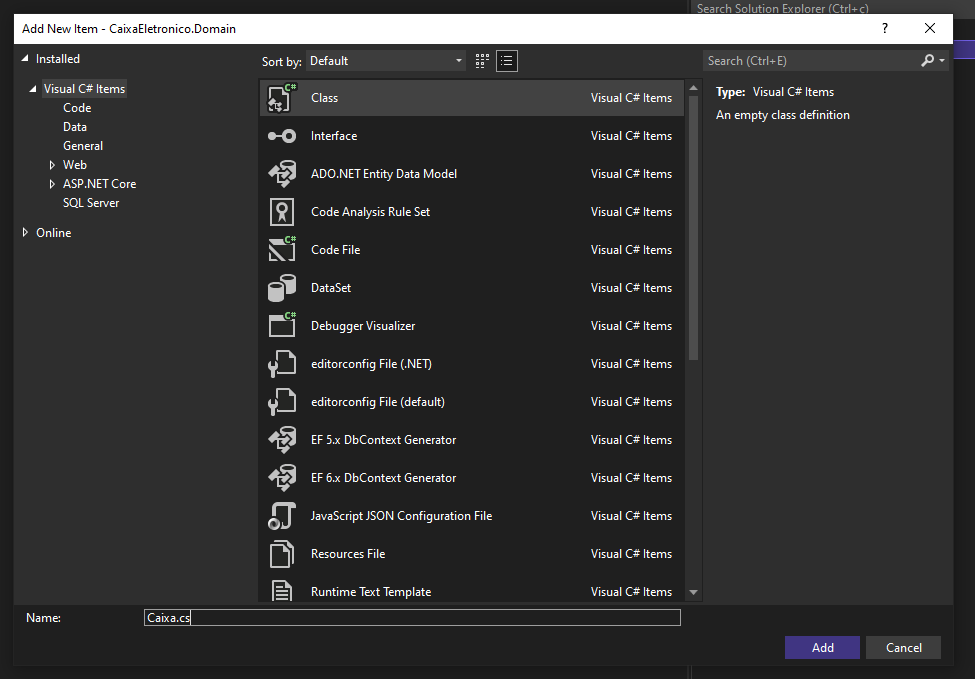 Search Solution Explorer (Ctrl+ç)
Add New Item - CaixaEletronico.Domain
?
Installed
Sort by: Default
Search (Ctrl+E)
Visual C# Items
Code
Data
General
Web
ASP.NET Core
SQL Server
Online
C# Class Visual C# Items
Interface Visual C# Items
ADO.NET Entity Data Model Visual C# Items
Code Analysis Rule Set Visual C# Items
C# Code File Visual C# Items
DataSet Visual C# Items
C# Debugger Visualizer Visual C# Items
editorconfig File (.NET) Visual C# Items
editorconfig File (default) Visual C# Items
EF 5.x DbContext Generator Visual C# Items
EF 6.x DbContext Generator Visual C# Items
JavaScript JSON Configuration File Visual C# Items
Resources File Visual C# Items
Runtime Text Template Visual C# Items
Type: Visual C# Items
An empty class definition
Name: Caixa.cs
Add Cancel